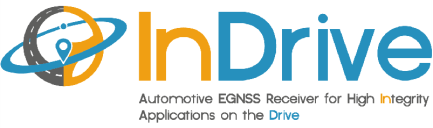 InDrive
Automotive EGNSS Receiver for High Integrity
Applications on the Drive